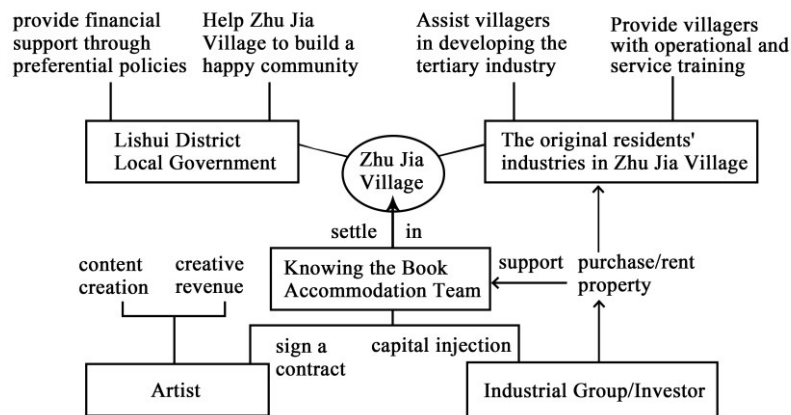 provide financial
support through
preferential policies
Help Zhu Jia
Village to build a
happy community
Assist villagers
in developing the
tertiary industry
Provide villagers
with operational and
service training
Lishui District
Local Government
Zhu Jia
Village
The original residents'
industries in Zhu Jia Village
settle in
content
creation
creative
revenue
Knowing the Book
Accommodation Team
support
purchase/rent
property
sign a
contract
capital injection
Artist
Industrial Group/Investor